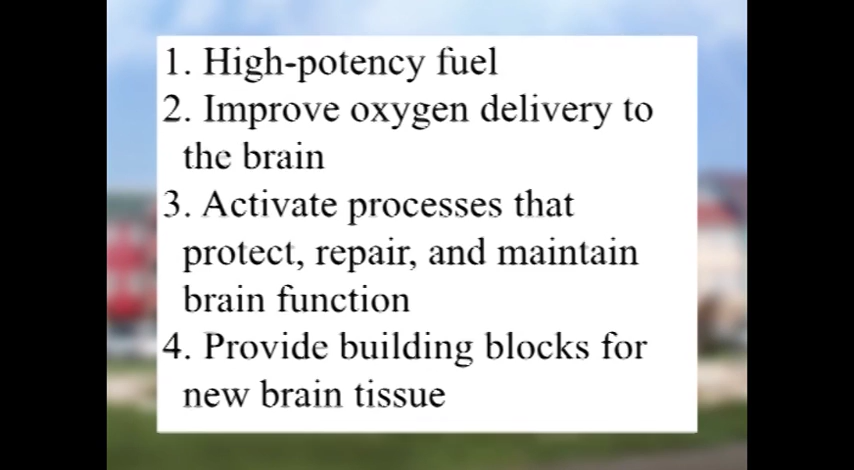 1. High-potency fuel
2. Improve oxygen delivery to
the brain
3. Activate processes that
protect, repair, and maintain
brain function
4. Provide building blocks for
new brain tissue